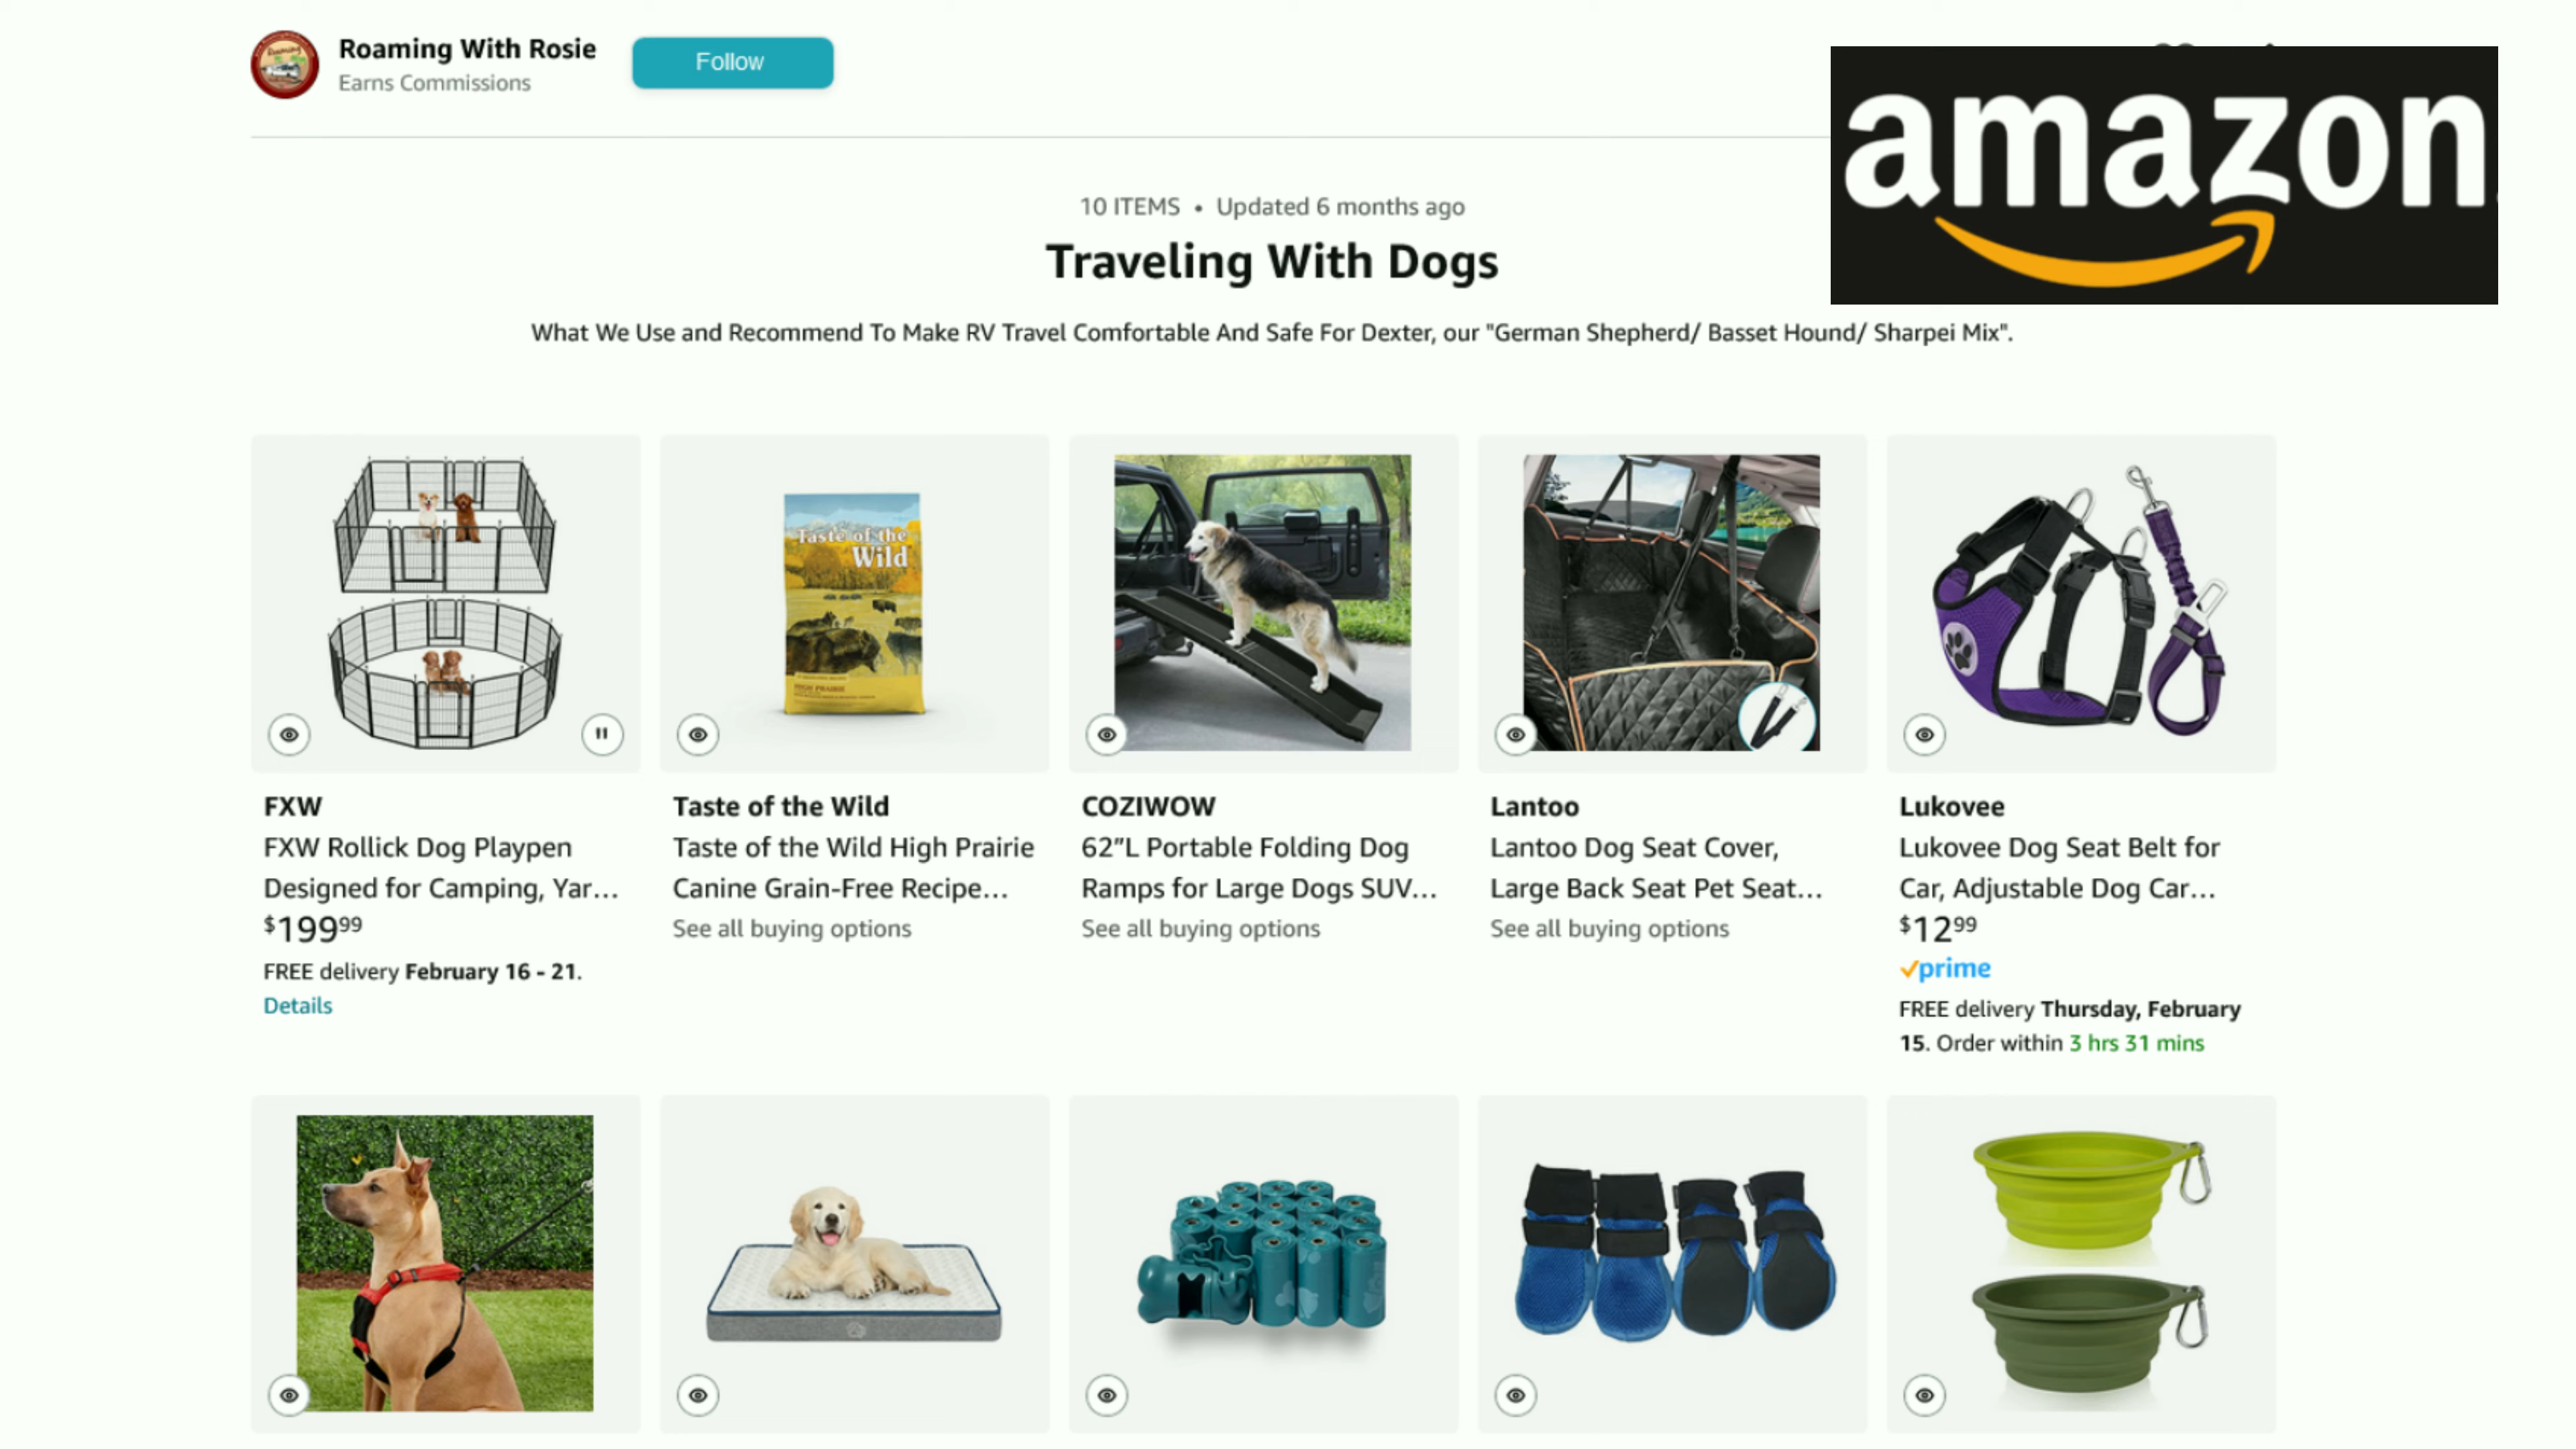 Roaming With Rosie
Earns Commissions
Follow
amazon
10 ITEMS • Updated 6 months ago
Traveling With Dogs
What We Use and Recommend To Make RV Travel Comfortable And Safe For Dexter, our "German Shepherd/ Basset Hound/ Sharpei Mix".
Taste of the
Wild
HIGH PRAIRIE
FXW
FXW Rollick Dog Playpen
Designed for Camping, Yar...
$199.99
FREE delivery February 16 - 21.
Details
Taste of the Wild
Taste of the Wild High Prairie
Canine Grain-Free Recipe...
See all buying options
COZIWOW
62”L Portable Folding Dog
Ramps for Large Dogs SUV...
See all buying options
Lantoo
Lantoo Dog Seat Cover,
Large Back Seat Pet Seat...
See all buying options
Lukovee
Lukovee Dog Seat Belt for
Car, Adjustable Dog Car...
$12.99
prime
FREE delivery Thursday, February
15. Order within 3 hrs 31 mins